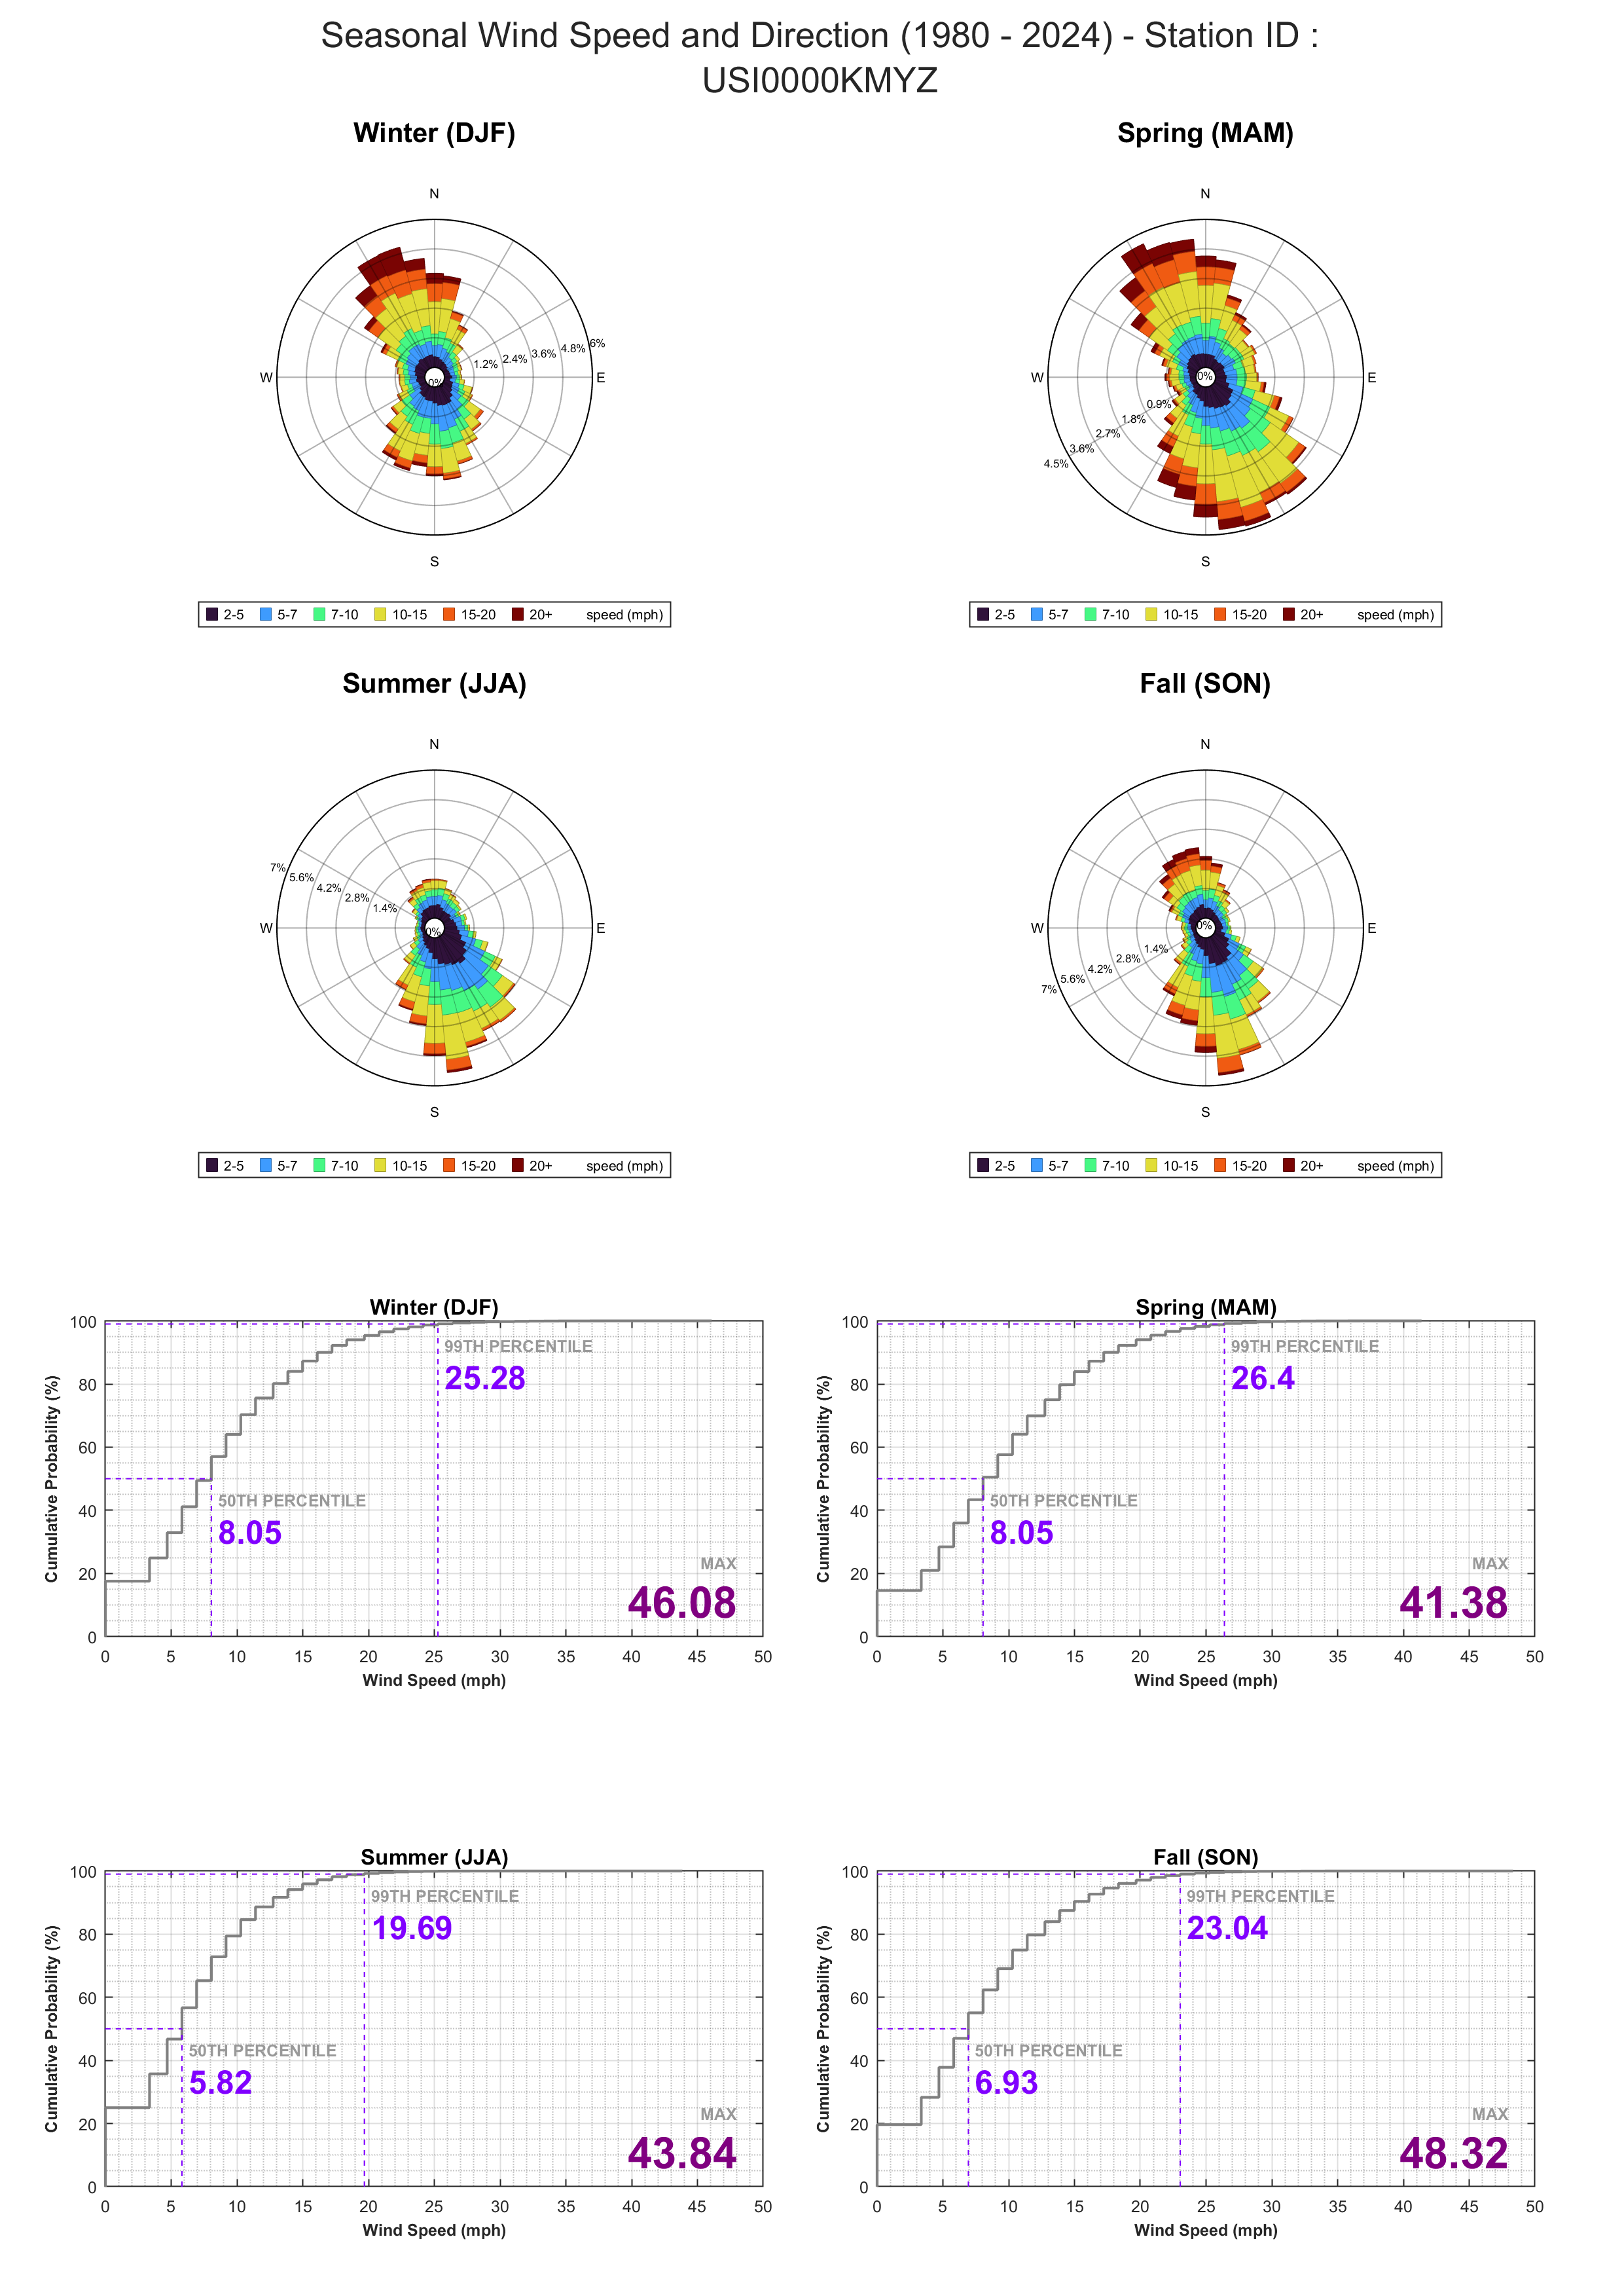 Seasonal Wind Speed and Direction (1980 - 2024) - Station ID :
USI0000KMYZ
Winter (DJF)
N
6%
4.8%
3.6%
2.4%
1.2%
0%
W
E
S
2-5 5-7 7-10 10-15 15-20 20+ speed (mph)
Spring (MAM)
N
W
E
0%
0.9%
1.8%
2.7%
3.6%
4.5%
S
2-5 5-7 7-10 10-15 15-20 20+ speed (mph)
Summer (JJA)
N
7%
5.6%
4.2%
2.8%
1.4%
0%
W
E
S
2-5 5-7 7-10 10-15 15-20 20+ speed (mph)
Fall (SON)
N
W
E
0%
1.4%
2.8%
4.2%
5.6%
7%
S
2-5 5-7 7-10 10-15 15-20 20+ speed (mph)
Winter (DJF)
Cumulative Probability (%)
100
80
60
40
20
0
99TH PERCENTILE
25.28
50TH PERCENTILE
8.05
MAX
46.08
0 5 10 15 20 25 30 35 40 45 50
Wind Speed (mph)
Spring (MAM)
Cumulative Probability (%)
100
80
60
40
20
0
99TH PERCENTILE
26.4
50TH PERCENTILE
8.05
MAX
41.38
0 5 10 15 20 25 30 35 40 45 50
Wind Speed (mph)
Summer (JJA)
Cumulative Probability (%)
100
80
60
40
20
0
99TH PERCENTILE
19.69
50TH PERCENTILE
5.82
MAX
43.84
0 5 10 15 20 25 30 35 40 45 50
Wind Speed (mph)
Fall (SON)
Cumulative Probability (%)
100
80
60
40
20
0
99TH PERCENTILE
23.04
50TH PERCENTILE
6.93
MAX
48.32
0 5 10 15 20 25 30 35 40 45 50
Wind Speed (mph)